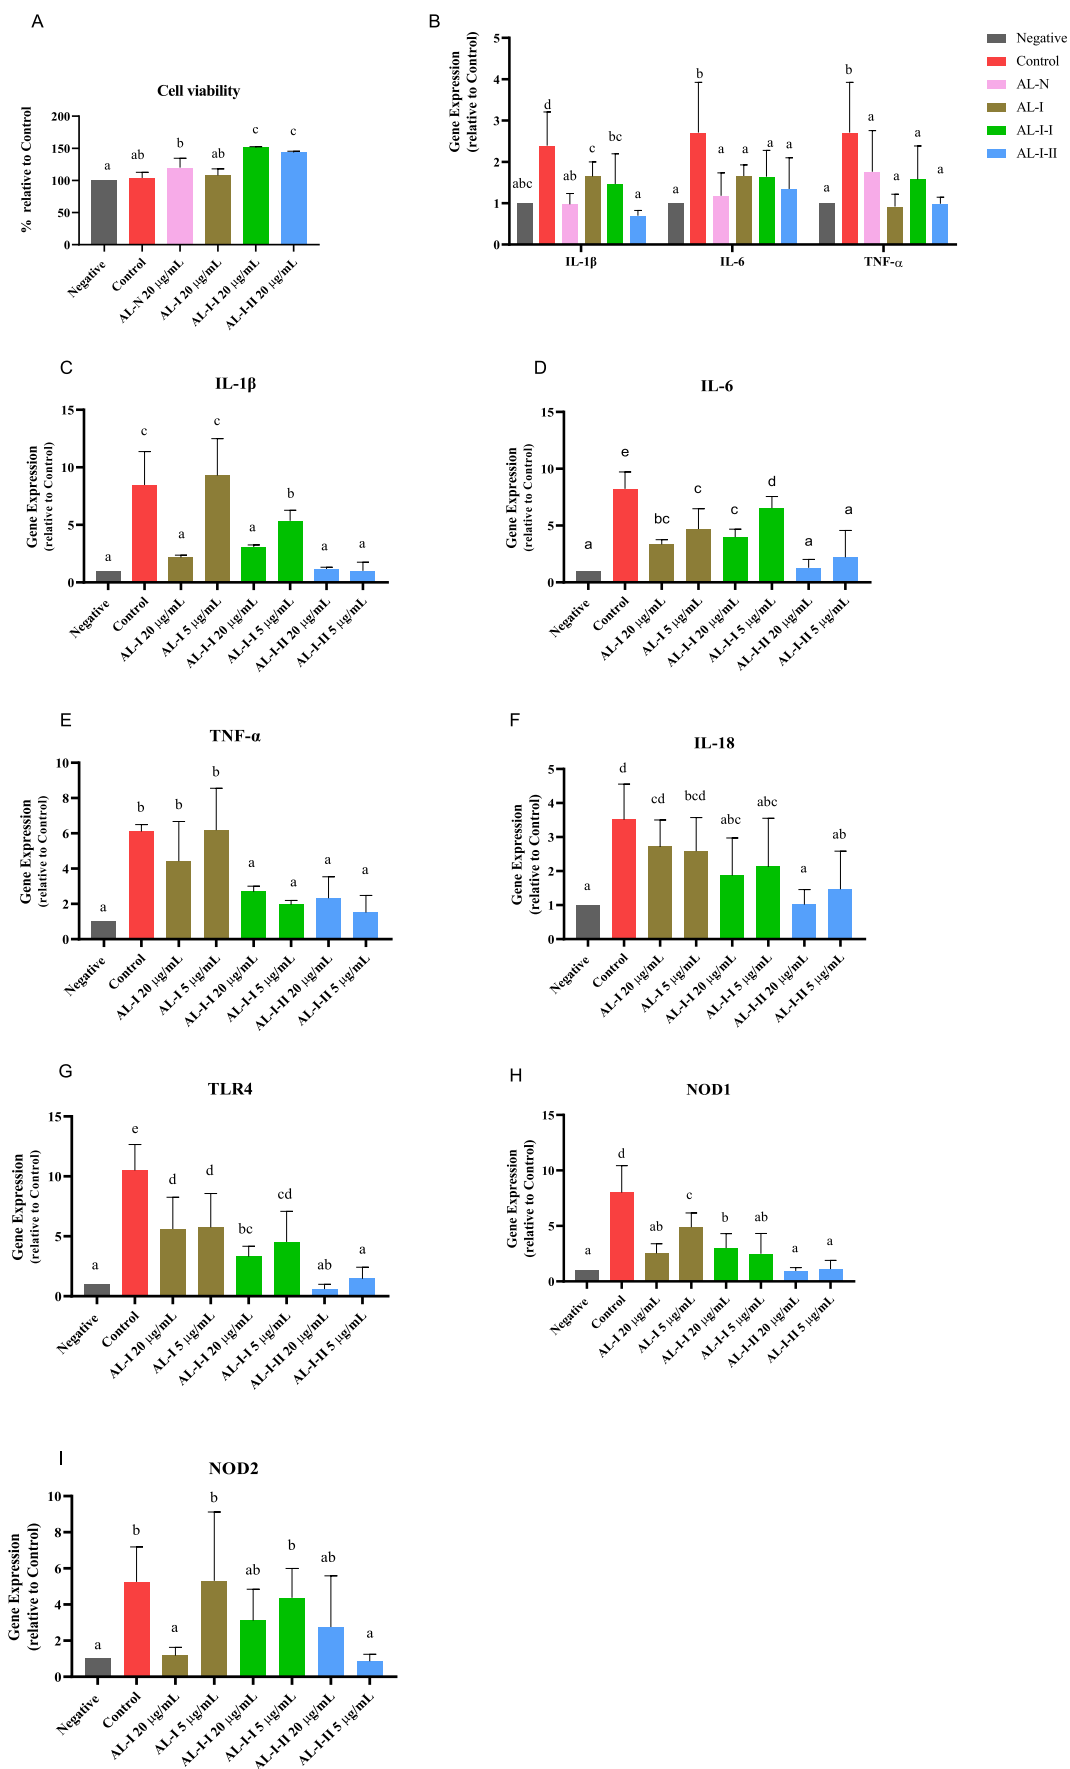 A
Cell viability
% relative to Control
200
150
100
50
0
a
ab
b
ab
c
c
Negative
Control
AL-N 20 μg/mL
AL-I 20 μg/mL
AL-I-I 20 μg/mL
AL-I-II 20 μg/mL
B
Gene Expression
(relative to Control)
5
4
3
2
1
0
abc
d
ab
c
bc
a
a
b
a
a
a
a
a
b
a
a
a
a
IL-1β
IL-6
TNF-α
Negative
Control
AL-N
AL-I
AL-I-I
AL-I-II
C
IL-1β
Gene Expression
(relative to Control)
15
10
5
0
a
c
a
c
a
b
a
a
Negative
Control
AL-I 20 μg/mL
AL-I 5 μg/mL
AL-I-I 20 μg/mL
AL-I-I 5 μg/mL
AL-I-II 20 μg/mL
AL-I-II 5 μg/mL
D
IL-6
Gene Expression
(relative to Control)
15
10
5
0
a
e
bc
c
c
d
a
a
Negative
Control
AL-I 20 μg/mL
AL-I 5 μg/mL
AL-I-I 20 μg/mL
AL-I-I 5 μg/mL
AL-I-II 20 μg/mL
AL-I-II 5 μg/mL
E
TNF-α
Gene Expression
(relative to Control)
10
8
6
4
2
0
a
b
b
b
a
a
a
a
Negative
Control
AL-I 20 μg/mL
AL-I 5 μg/mL
AL-I-I 20 μg/mL
AL-I-I 5 μg/mL
AL-I-II 20 μg/mL
AL-I-II 5 μg/mL
F
IL-18
Gene Expression
(relative to Control)
5
4
3
2
1
0
a
d
cd
bcd
abc
abc
a
ab
Negative
Control
AL-I 20 μg/mL
AL-I 5 μg/mL
AL-I-I 20 μg/mL
AL-I-I 5 μg/mL
AL-I-II 20 μg/mL
AL-I-II 5 μg/mL
G
TLR4
Gene Expression
(relative to Control)
15
10
5
0
a
e
d
d
bc
cd
ab
a
Negative
Control
AL-I 20 μg/mL
AL-I 5 μg/mL
AL-I-I 20 μg/mL
AL-I-I 5 μg/mL
AL-I-II 20 μg/mL
AL-I-II 5 μg/mL
H
NOD1
Gene Expression
(relative to Control)
15
10
5
0
a
d
ab
c
b
ab
a
a
Negative
Control
AL-I 20 μg/mL
AL-I 5 μg/mL
AL-I-I 20 μg/mL
AL-I-I 5 μg/mL
AL-I-II 20 μg/mL
AL-I-II 5 μg/mL
I
NOD2
Gene Expression
(relative to Control)
10
8
6
4
2
0
a
b
a
b
ab
b
ab
a
Negative
Control
AL-I 20 μg/mL
AL-I 5 μg/mL
AL-I-I 20 μg/mL
AL-I-I 5 μg/mL
AL-I-II 20 μg/mL
AL-I-II 5 μg/mL